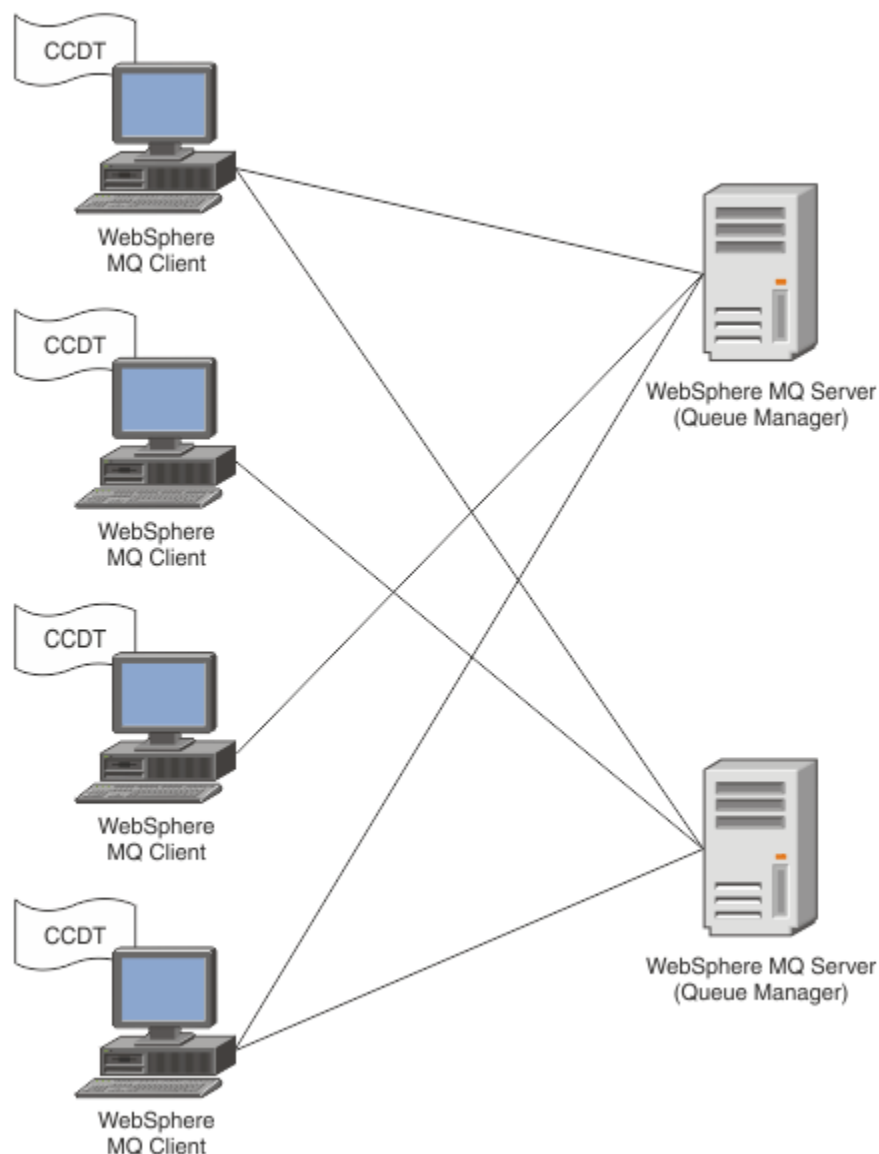 CCDT
WebSphere
MQ Client
WebSphere MQ Server
(Queue Manager)
CCDT
WebSphere
MQ Client
CCDT
WebSphere
MQ Client
WebSphere MQ Server
(Queue Manager)
CCDT
WebSphere
MQ Client